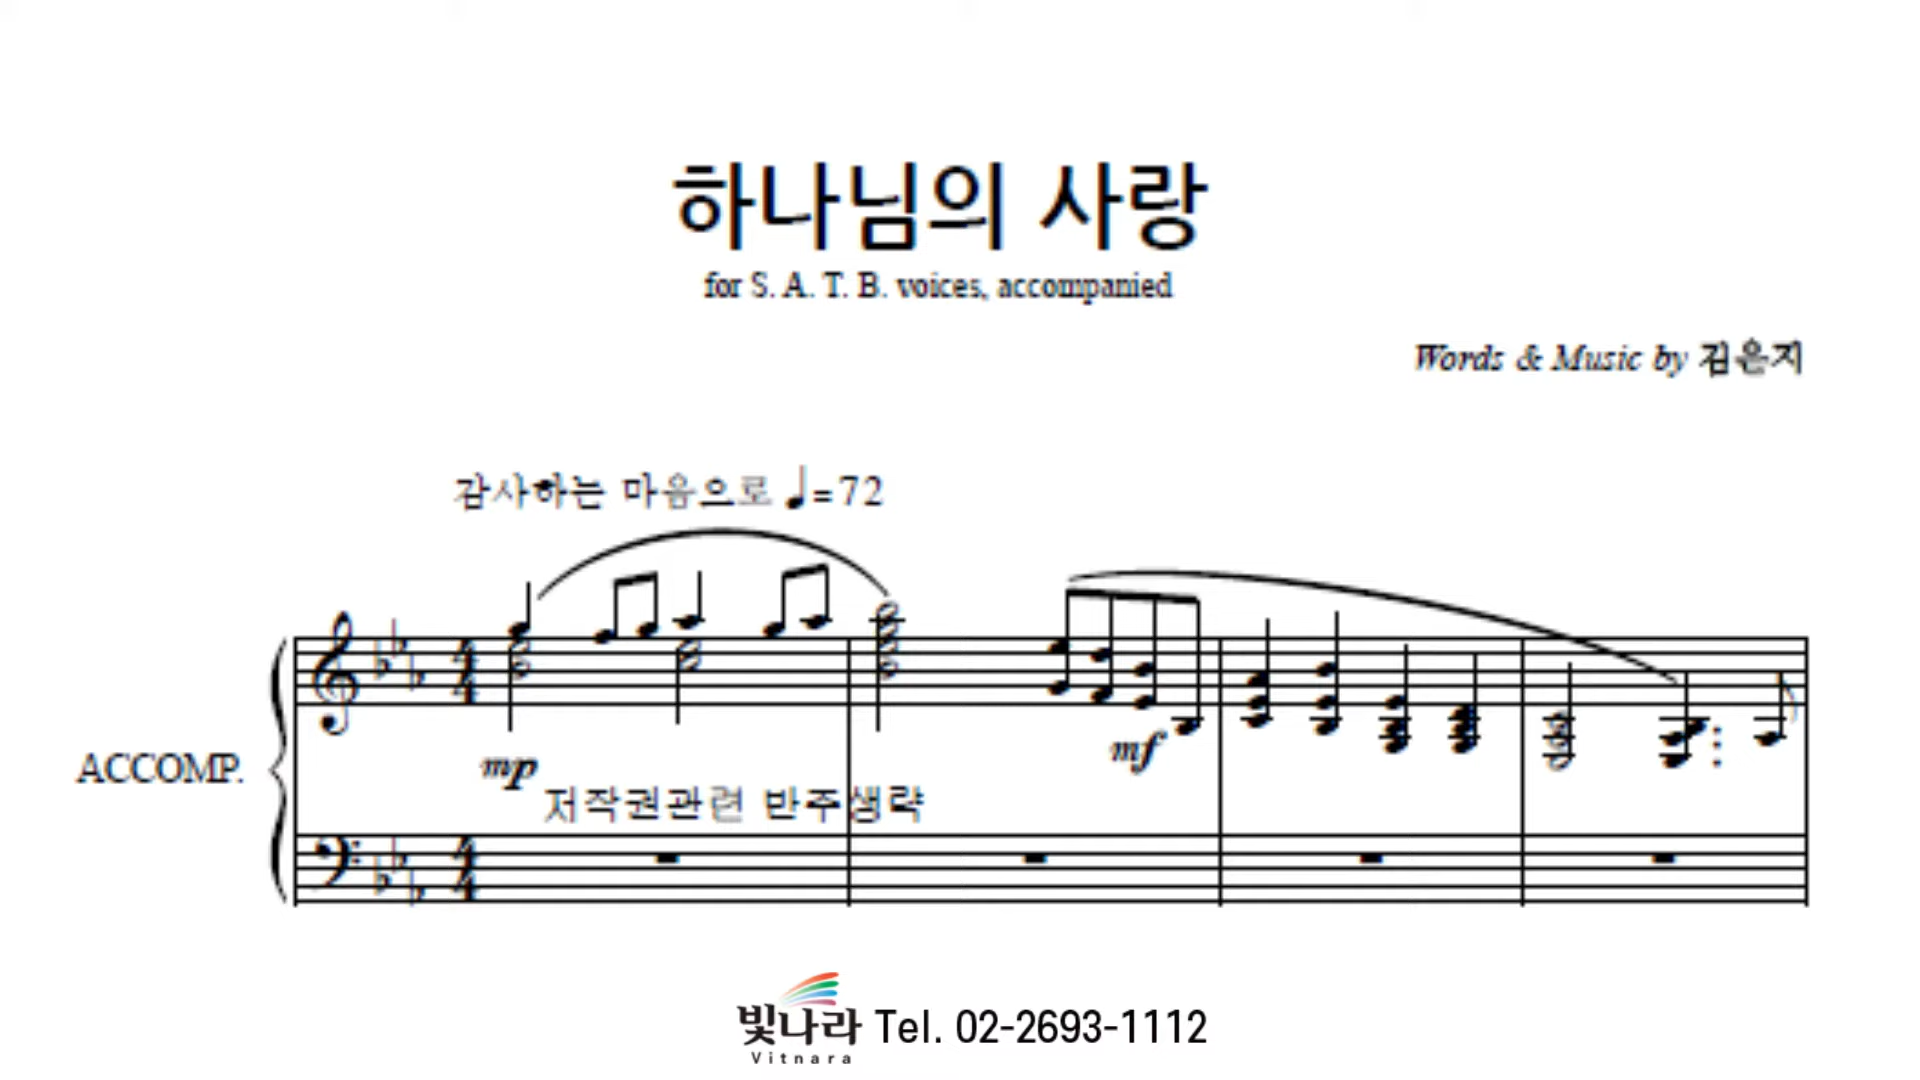 하나님의 사랑
for S. A. T. B. voices, accompanied
Words & Music by 김은지
감사하는 마음으로 ♩=72
ACCOMP.
mp
mf
저작권관련 반주생략
빛나라 Tel. 02-2693-1112
Vitnara